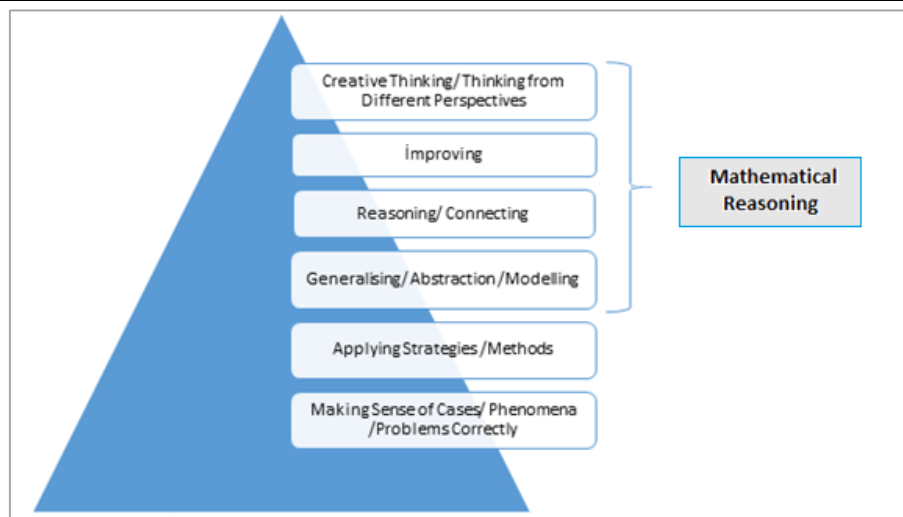 Creative Thinking/Thinking from
Different Perspectives
İmproving
Reasoning/ Connecting
Generalising/Abstraction/Modelling
Applying Strategies/Methods
Making Sense of Cases/ Phenomena
/Problems Correctly
Mathematical
Reasoning